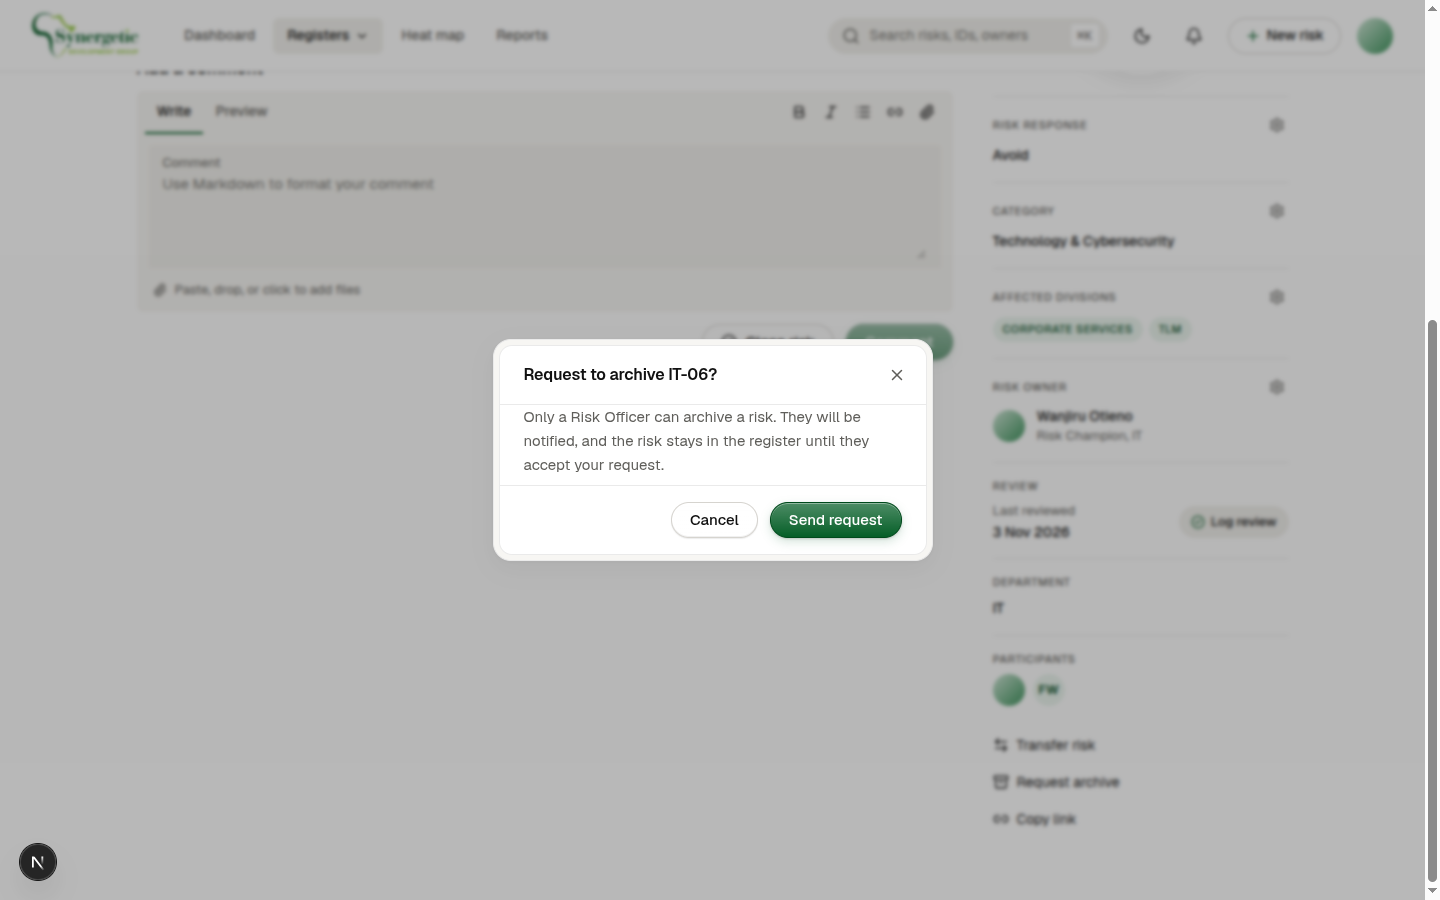 Synergetic
Dashboard
Registers
Heat map
Reports
Search risks, IDs, owners
New risk
Add a comment
Write
Preview
Comment
Use Markdown to format your comment
Paste, drop, or click to add files
Request to archive IT-06?
Only a Risk Officer can archive a risk. They will be
notified, and the risk stays in the register until they
accept your request.
Cancel
Send request
RISK RESPONSE
Avoid
CATEGORY
Technology & Cybersecurity
AFFECTED DIVISIONS
CORPORATE SERVICES
TLM
RISK OWNER
Wanjiru Otieno
Risk Champion, IT
REVIEW
Last reviewed
3 Nov 2026
Log review
DEPARTMENT
IT
PARTICIPANTS
FW
Transfer risk
Request archive
Copy link
N